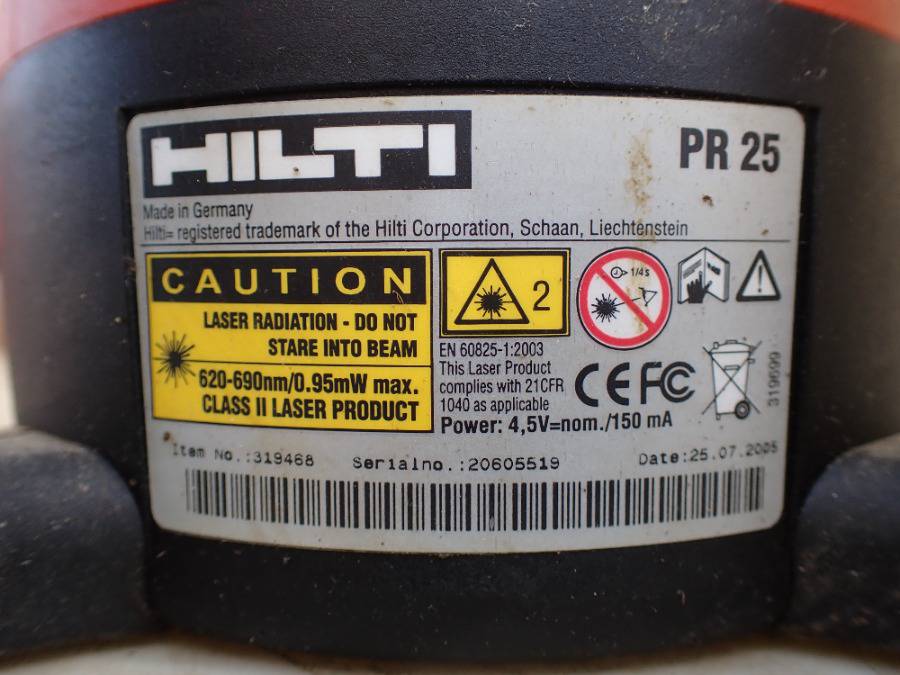 HILTI
PR 25
Made in Germany
Hilti= registered trademark of the Hilti Corporation, Schaan, Liechtenstein
CAUTION
LASER RADIATION - DO NOT
STARE INTO BEAM
620-690nm/0.95mW max.
CLASS II LASER PRODUCT
2
1/4 s
EN 60825-1:2003
This Laser Product
complies with 21CFR
1040 as applicable
Power: 4,5V=nom./150 mA
CE FC
319699
Item No.:319468 Serialno.:20605519 Date:25.07.2005